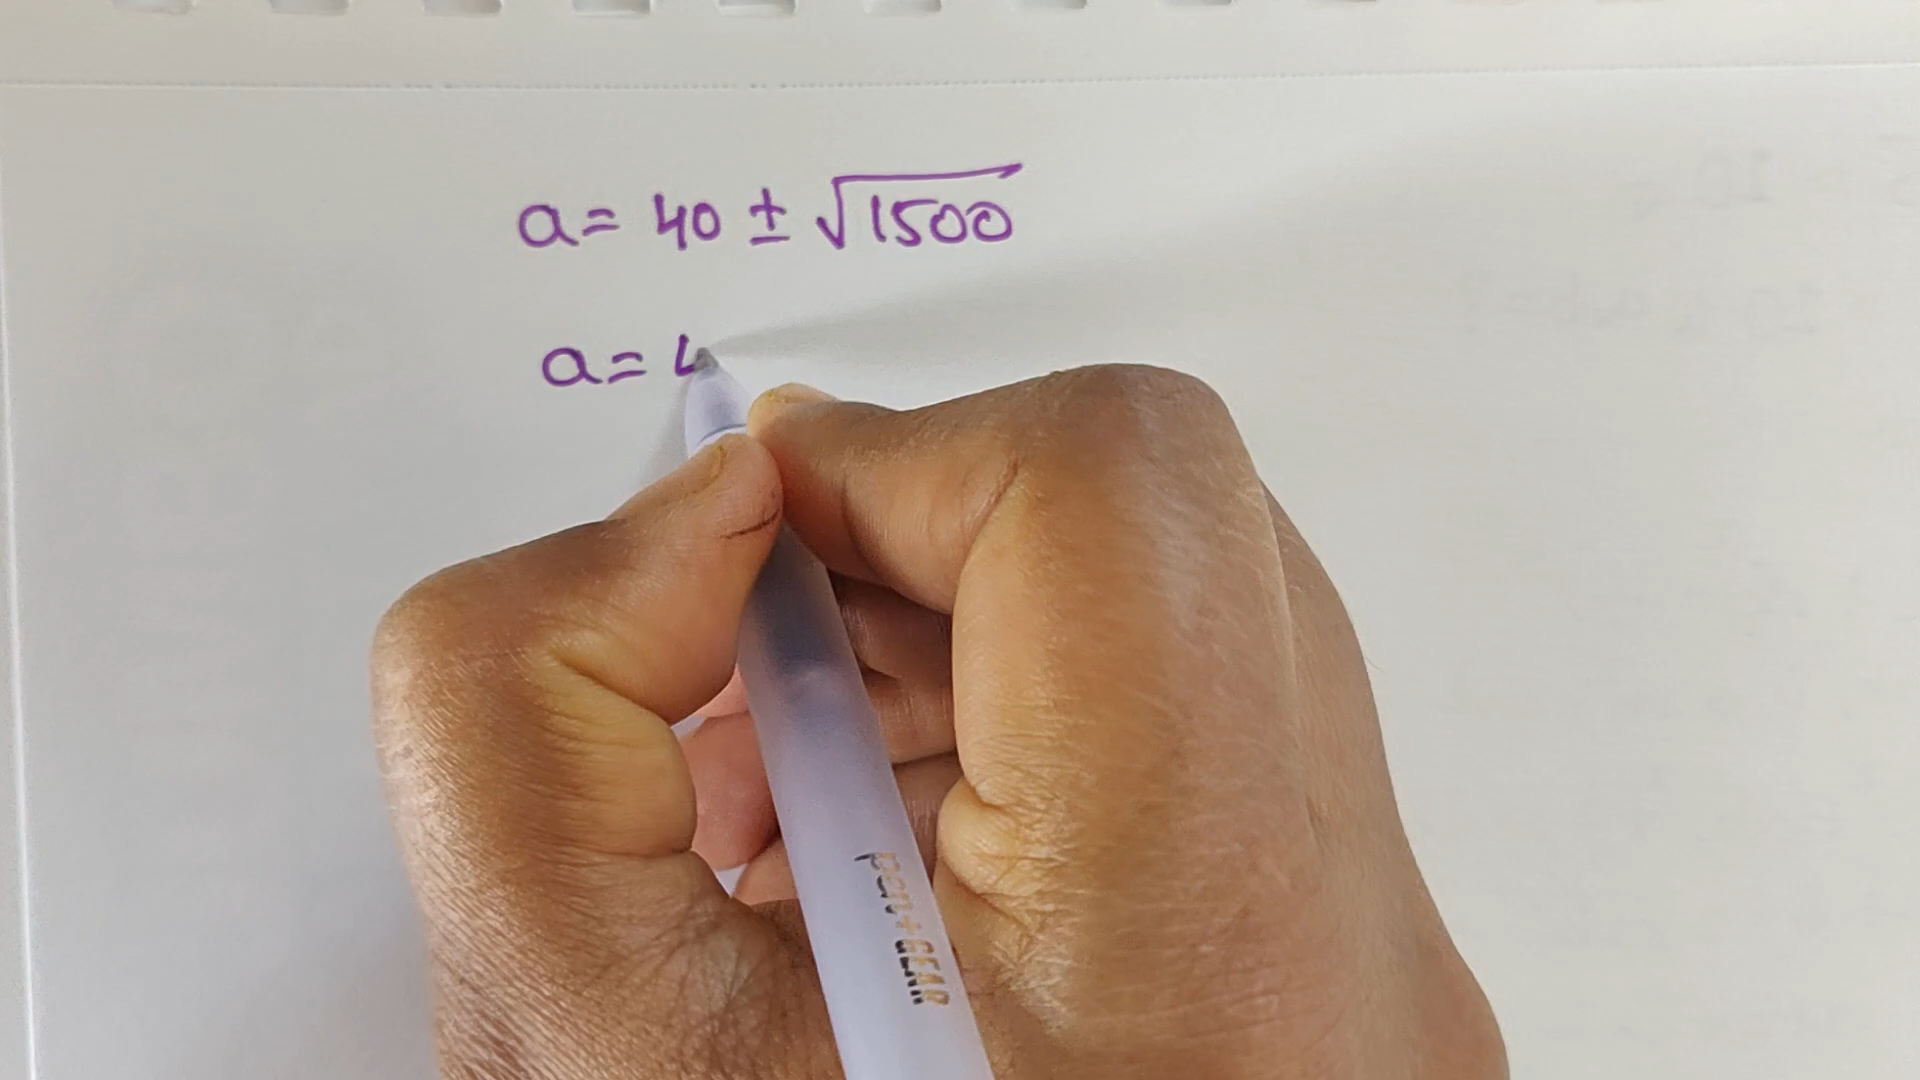 a = 40 ± √1500
a = 4
pen+GEAR